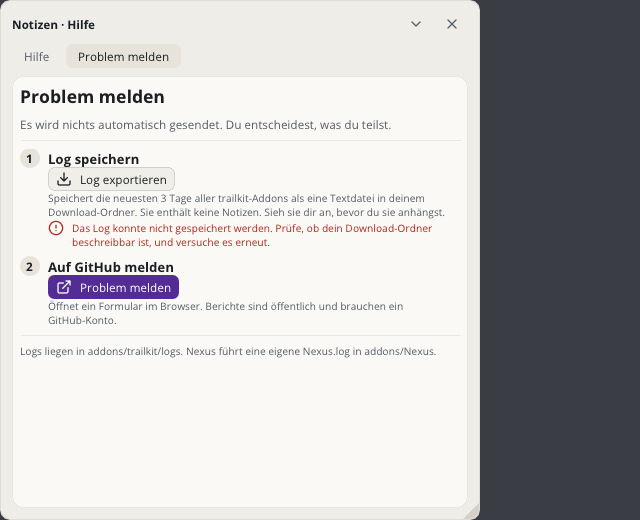 Notizen · Hilfe
Hilfe
Problem melden
Problem melden
Es wird nichts automatisch gesendet. Du entscheidest, was du teilst.
1 Log speichern
Log exportieren
Speichert die neuesten 3 Tage aller trailkit-Addons als eine Textdatei in deinem
Download-Ordner. Sie enthält keine Notizen. Sieh sie dir an, bevor du sie anhängst.
Das Log konnte nicht gespeichert werden. Prüfe, ob dein Download-Ordner
beschreibbar ist, und versuche es erneut.
2 Auf GitHub melden
Problem melden
Öffnet ein Formular im Browser. Berichte sind öffentlich und brauchen ein
GitHub-Konto.
Logs liegen in addons/trailkit/logs. Nexus führt eine eigene Nexus.log in addons/Nexus.